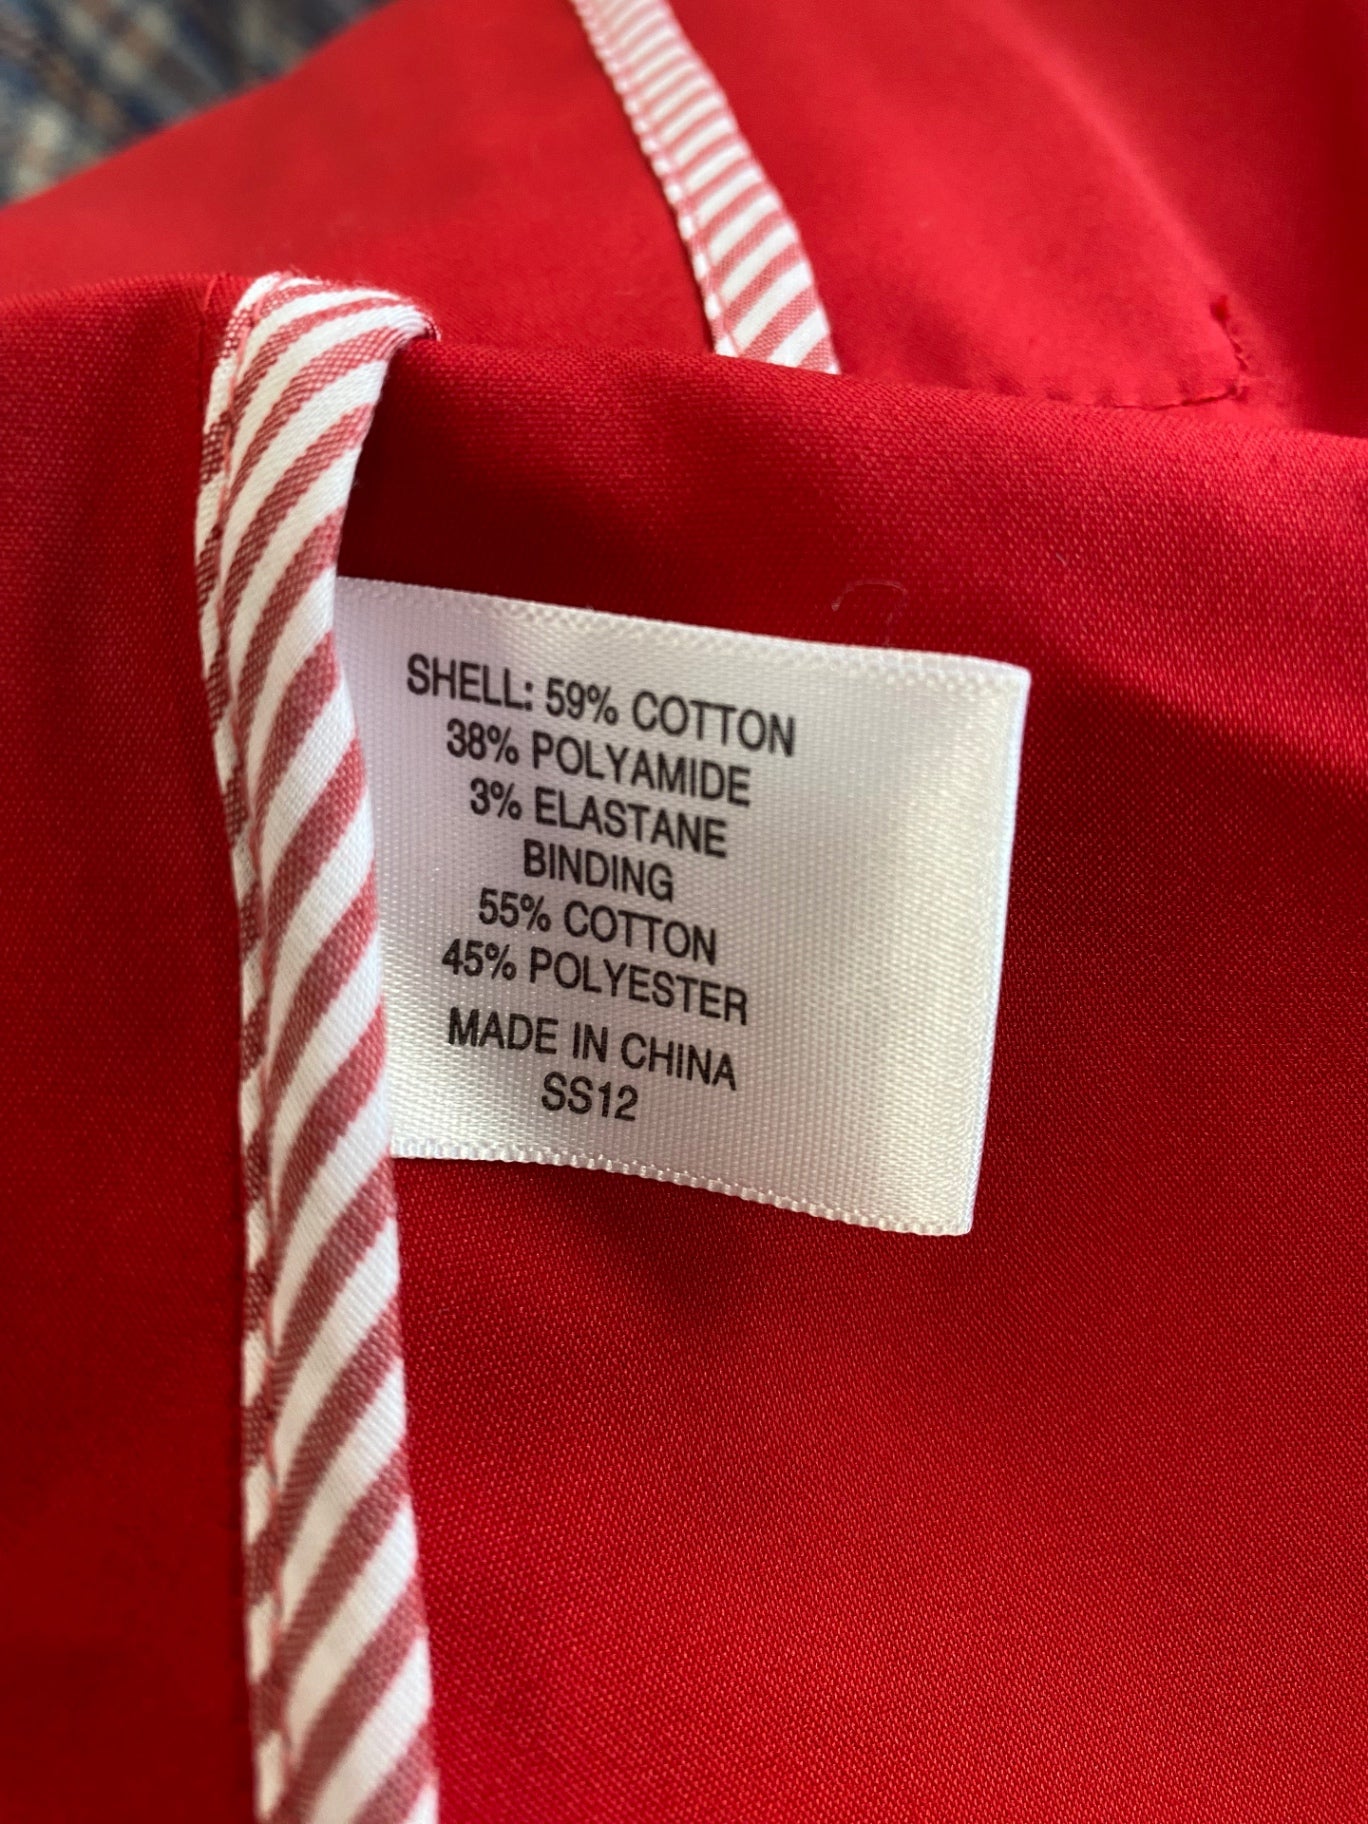 SHELL: 59% COTTON
38% POLYAMIDE
3% ELASTANE
BINDING
55% COTTON
45% POLYESTER
MADE IN CHINA
SS12